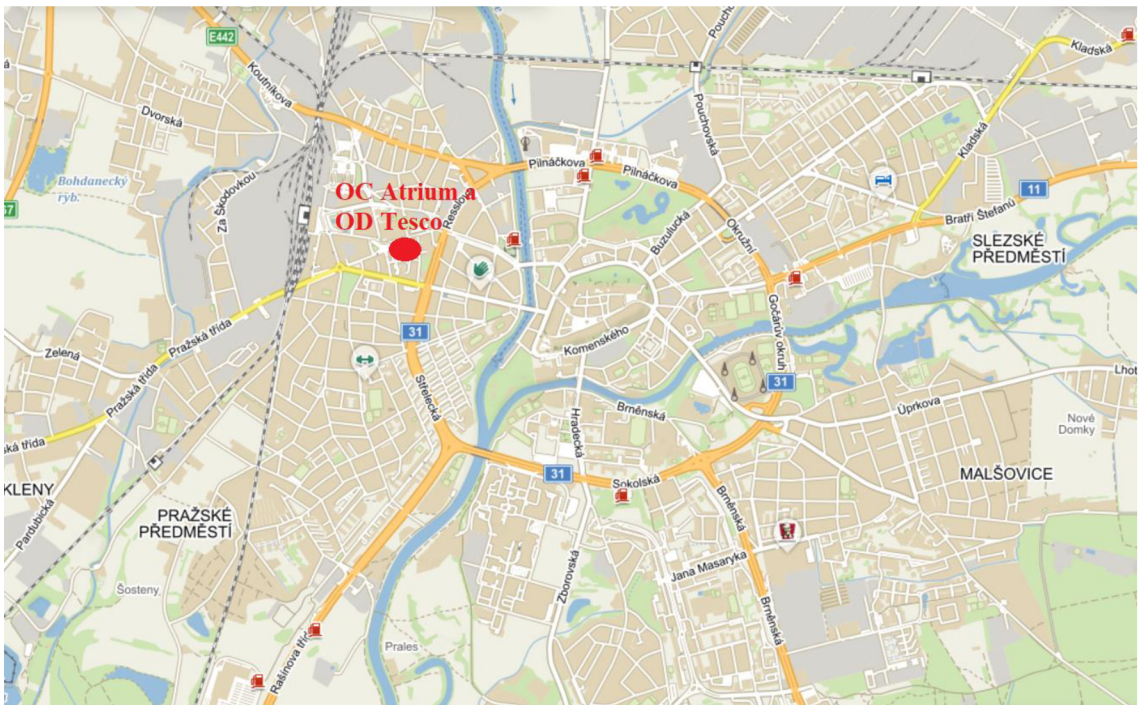 E442
Koutníkova
Dvorská
Bohdanecký
ryb.
Za Škodovkou
OC Atrium a
OD Tesco
Pilnáčkova
Pilnáčkova
Pouchovská
Kladská
Kladská
11
Bratří Štefanů
SLEZSKÉ
PŘEDMĚSTÍ
Okružní
Buzulucká
Gočárův okruh
Komenského
31
Pražská třída
Zelená
Pražská třída
Střelecká
31
Brněnská
Hradecká
Úprkova
Nové
Domky
31
Sokolská
MALŠOVICE
KLENY
Pardubická
PRAŽSKÉ
PŘEDMĚSTÍ
Brněnská
Jana Masaryka
Zborovská
Brněnská
Šosteny
Prales
Rašínova třída